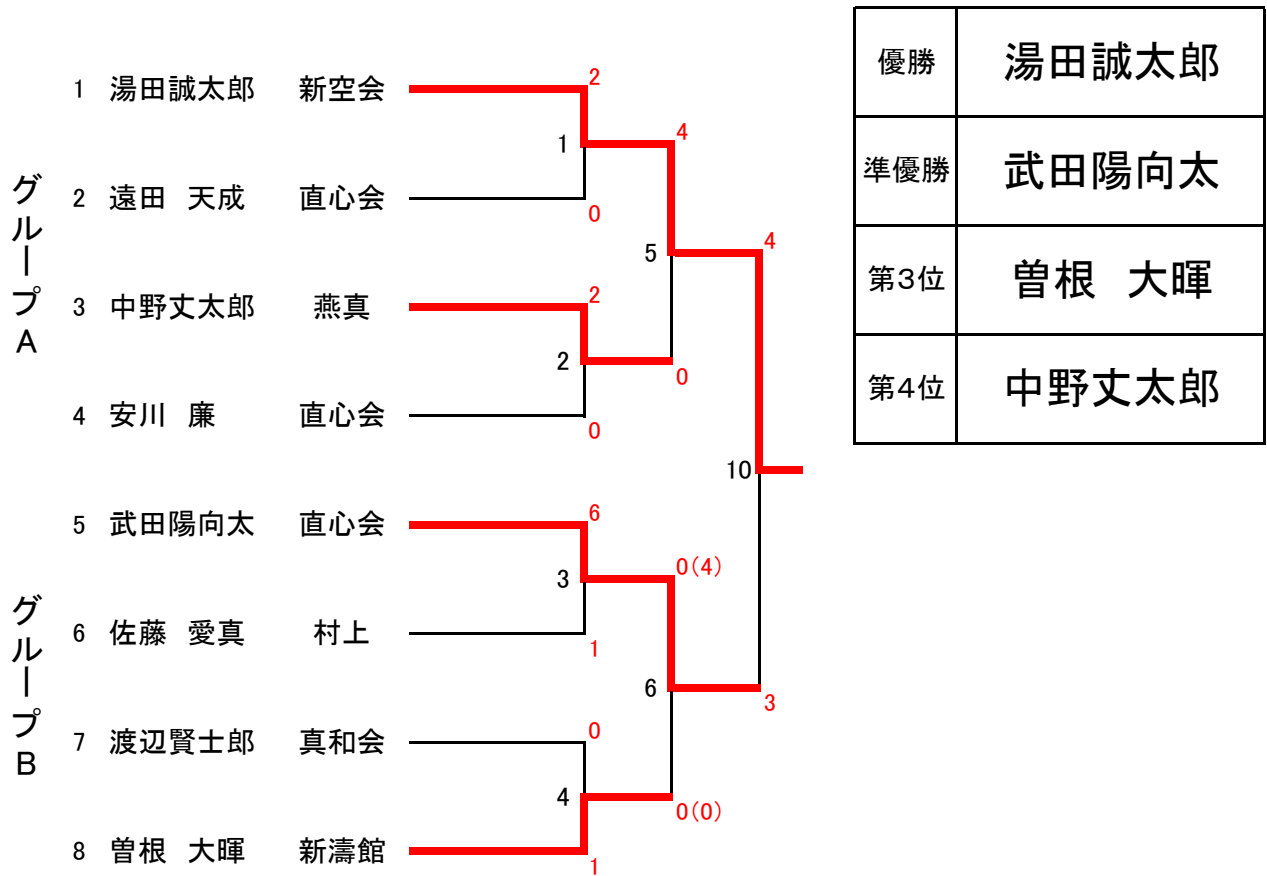 優勝 湯田誠太郎
準優勝 武田陽向太
第3位 曽根 大暉
第4位 中野丈太郎
グループA
1 湯田誠太郎 新空会 2
1 4
2 遠田 天成 直心会 0
5 4
3 中野丈太郎 燕真 2
2 0
4 安川 廉 直心会 0
10
グループB
5 武田陽向太 直心会 6
3 0(4)
6 佐藤 愛真 村上 1
6 3
7 渡辺賢士郎 真和会 0
4 0(0)
8 曽根 大暉 新濤館 1